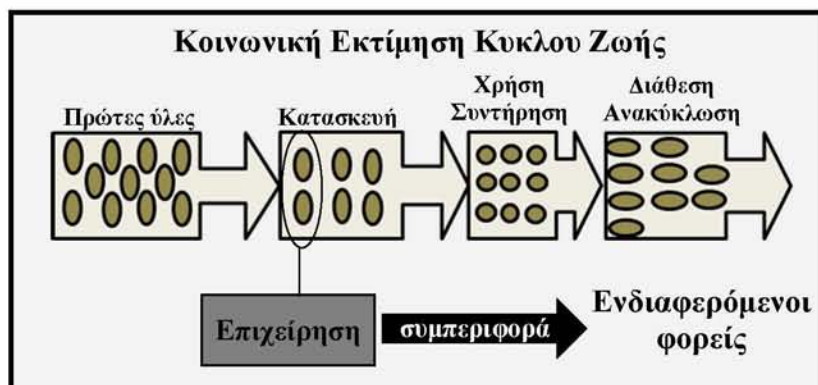 Κοινωνική Εκτίμηση Κυκλου Ζωής
Πρώτες ύλες
Κατασκευή
Χρήση
Συντήρηση
Διάθεση
Ανακύκλωση
Επιχείρηση
συμπεριφορά
Ενδιαφερόμενοι
φορείς